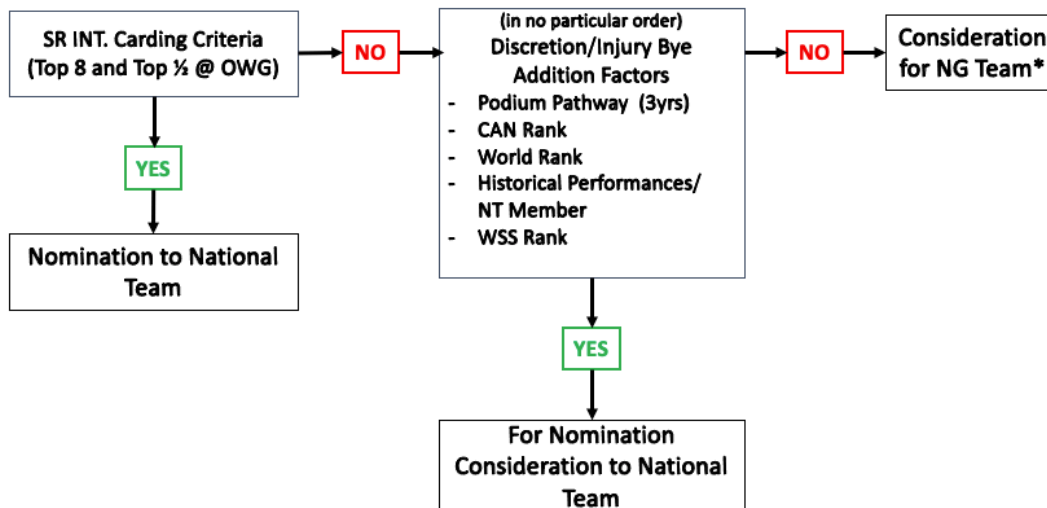 SR INT. Carding Criteria
(Top 8 and Top ½ @ OWG)
NO
(in no particular order)
Discretion/Injury Bye
Addition Factors
- Podium Pathway (3yrs)
- CAN Rank
- World Rank
- Historical Performances/
NT Member
- WSS Rank
NO
Consideration
for NG Team*
YES
Nomination to National
Team
YES
For Nomination
Consideration to National
Team